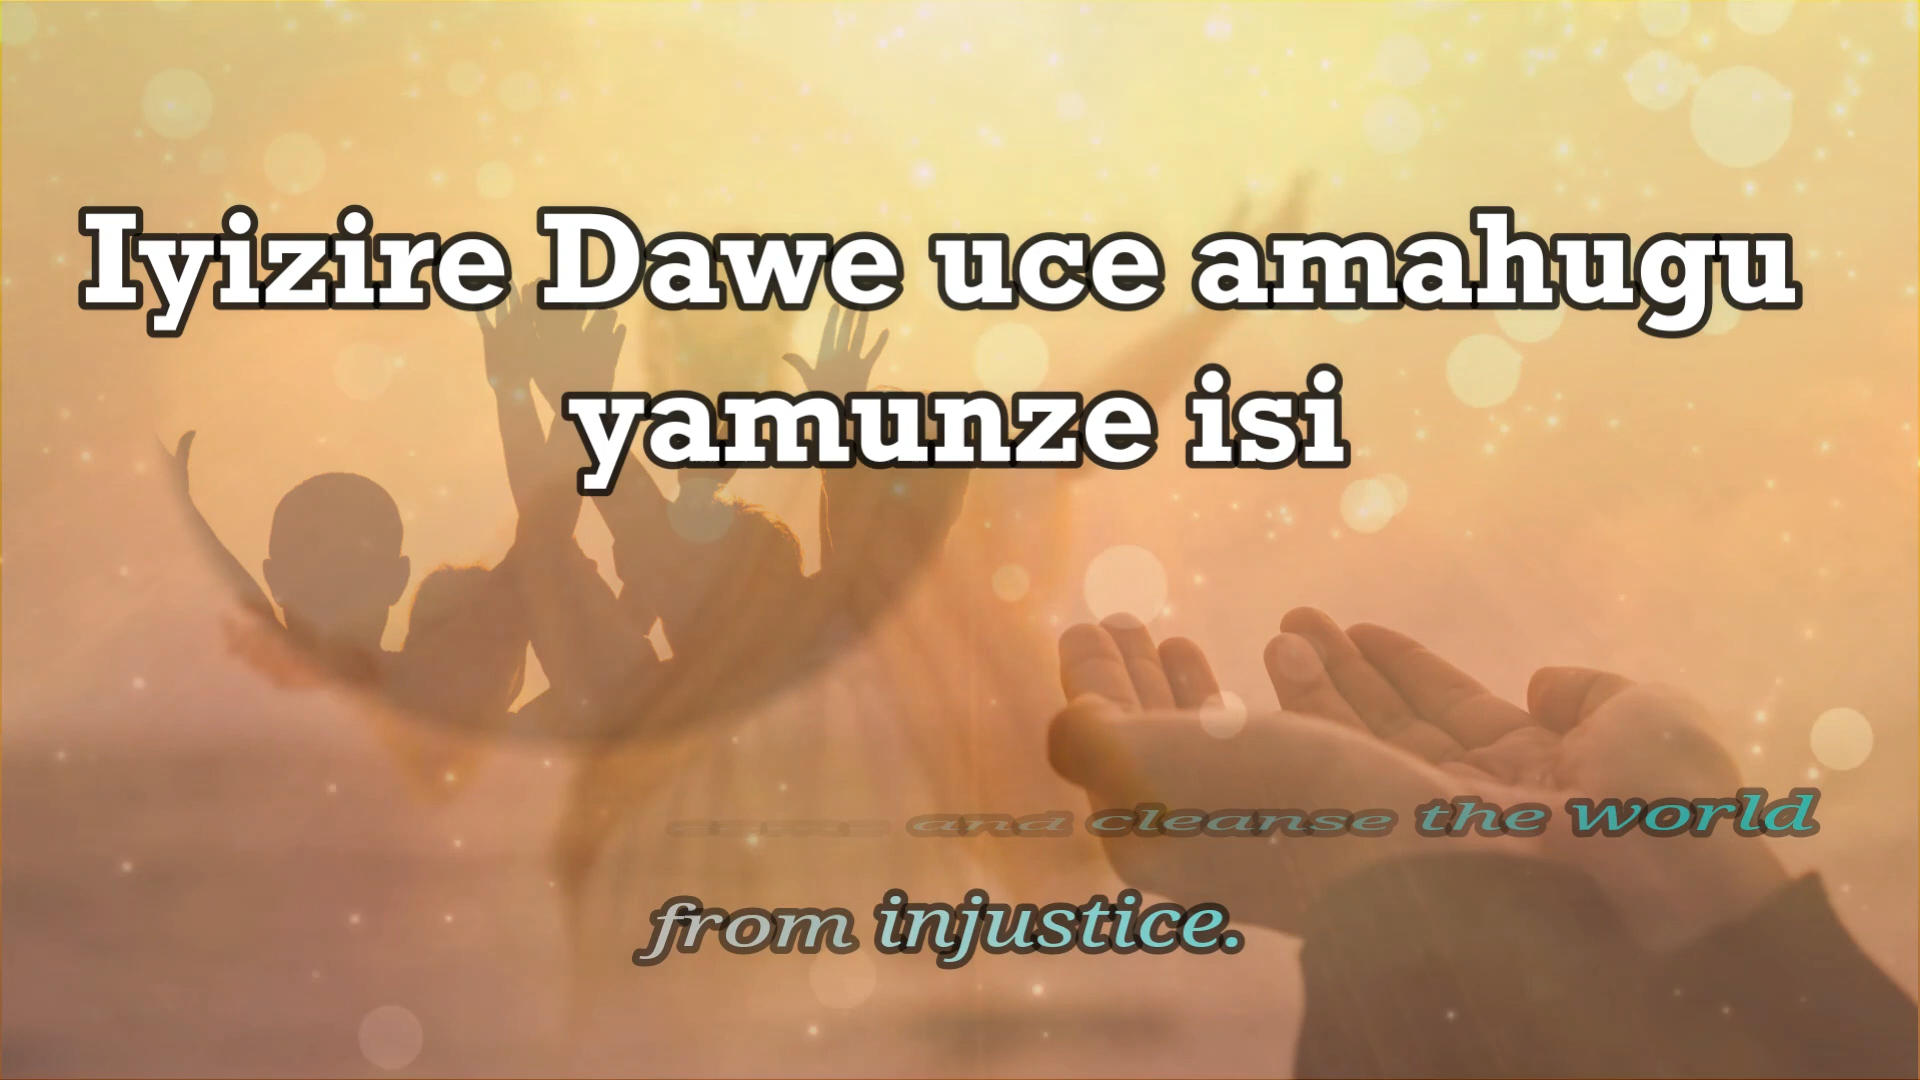 Iyizire Dawe uce amahugu
yamunze isi
and cleanse the world
from injustice.